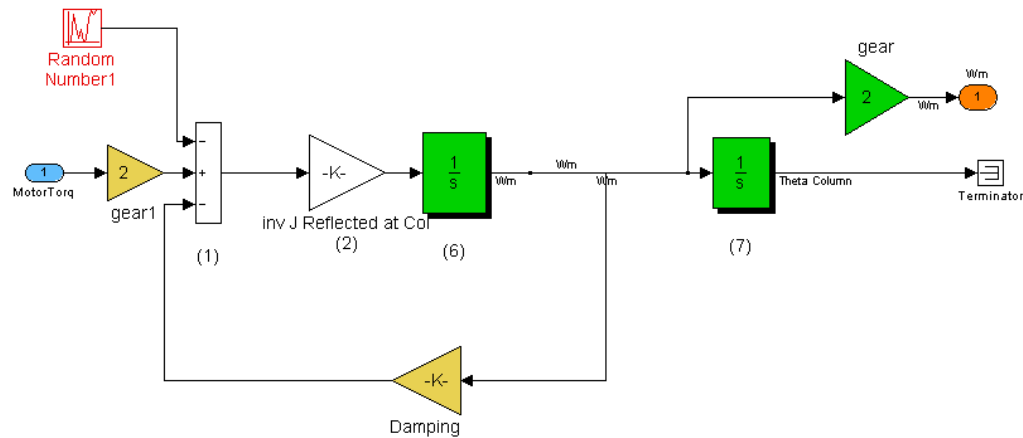 Random
Number1
gear
Wm
1
2
Wm
1
MotorTorq
2
gear1
−
+
−
(1)
-K-
inv J Reflected at Col
(2)
1
s
Wm
(6)
Wm
Wm
1
s
Theta Column
(7)
Terminator
-K-
Damping